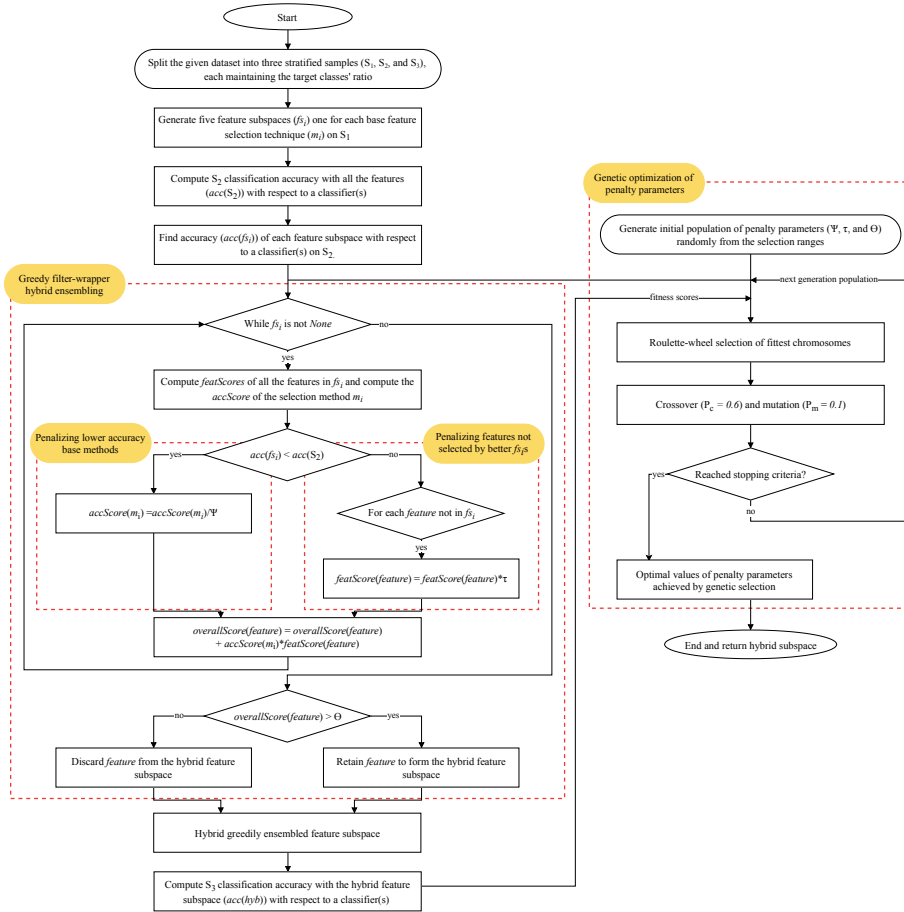 Start
Split the given dataset into three stratified samples (S₁, S₂, and S₃),
each maintaining the target classes' ratio
Generate five feature subspaces (fsᵢ) one for each base feature
selection technique (mᵢ) on S₁
Compute S₂ classification accuracy with all the features
(acc(S₂)) with respect to a classifier(s)
Find accuracy (acc(fsᵢ)) of each feature subspace with respect
to a classifier(s) on S₂.
Greedy filter-wrapper
hybrid ensembling
While fsᵢ is not None
no
yes
Compute featScores of all the features in fsᵢ and compute the
accScore of the selection method mᵢ
Penalizing lower accuracy
base methods
Penalizing features not
selected by better fsᵢs
yes
acc(fsᵢ) < acc(S₂)
no
accScore(mᵢ) =accScore(mᵢ)/Ψ
For each feature not in fsᵢ
yes
featScore(feature) = featScore(feature)*τ
overallScore(feature) = overallScore(feature)
+ accScore(mᵢ)*featScore(feature)
no
overallScore(feature) > Θ
yes
Discard feature from the hybrid feature
subspace
Retain feature to form the hybrid feature
subspace
Hybrid greedily ensembled feature subspace
Compute S₃ classification accuracy with the hybrid feature
subspace (acc(hyb)) with respect to a classifier(s)
Genetic optimization of
penalty parameters
Generate initial population of penalty parameters (Ψ, τ, and Θ)
randomly from the selection ranges
next generation population
fitness scores
Roulette-wheel selection of fittest chromosomes
Crossover (P꜀ = 0.6) and mutation (Pₘ = 0.1)
yes
Reached stopping criteria?
no
Optimal values of penalty parameters
achieved by genetic selection
End and return hybrid subspace